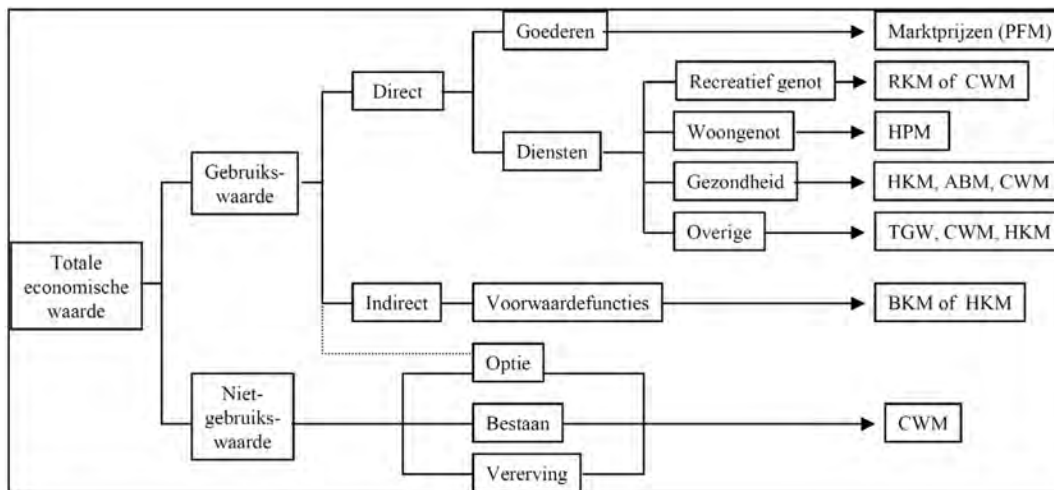 Goederen
Marktprijzen (PFM)
Direct
Recreatief genot
RKM of CWM
Woongenot
HPM
Diensten
Gebruiks-
waarde
Gezondheid
HKM, ABM, CWM
Overige
TGW, CWM, HKM
Totale
economische
waarde
Indirect
Voorwaardefuncties
BKM of HKM
Optie
Niet-
gebruiks-
waarde
Bestaan
CWM
Vererving